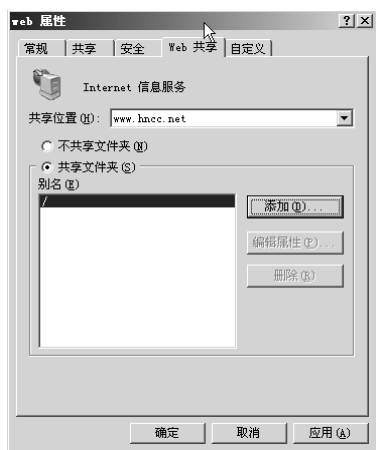 web 属性
常规 共享 安全 Web 共享 自定义
Internet 信息服务
共享位置(H): www.hncc.net
不共享文件夹(N)
共享文件夹(S)
别名(E)
/
添加(D)...
编辑属性(P)...
删除(R)
确定 取消 应用(A)